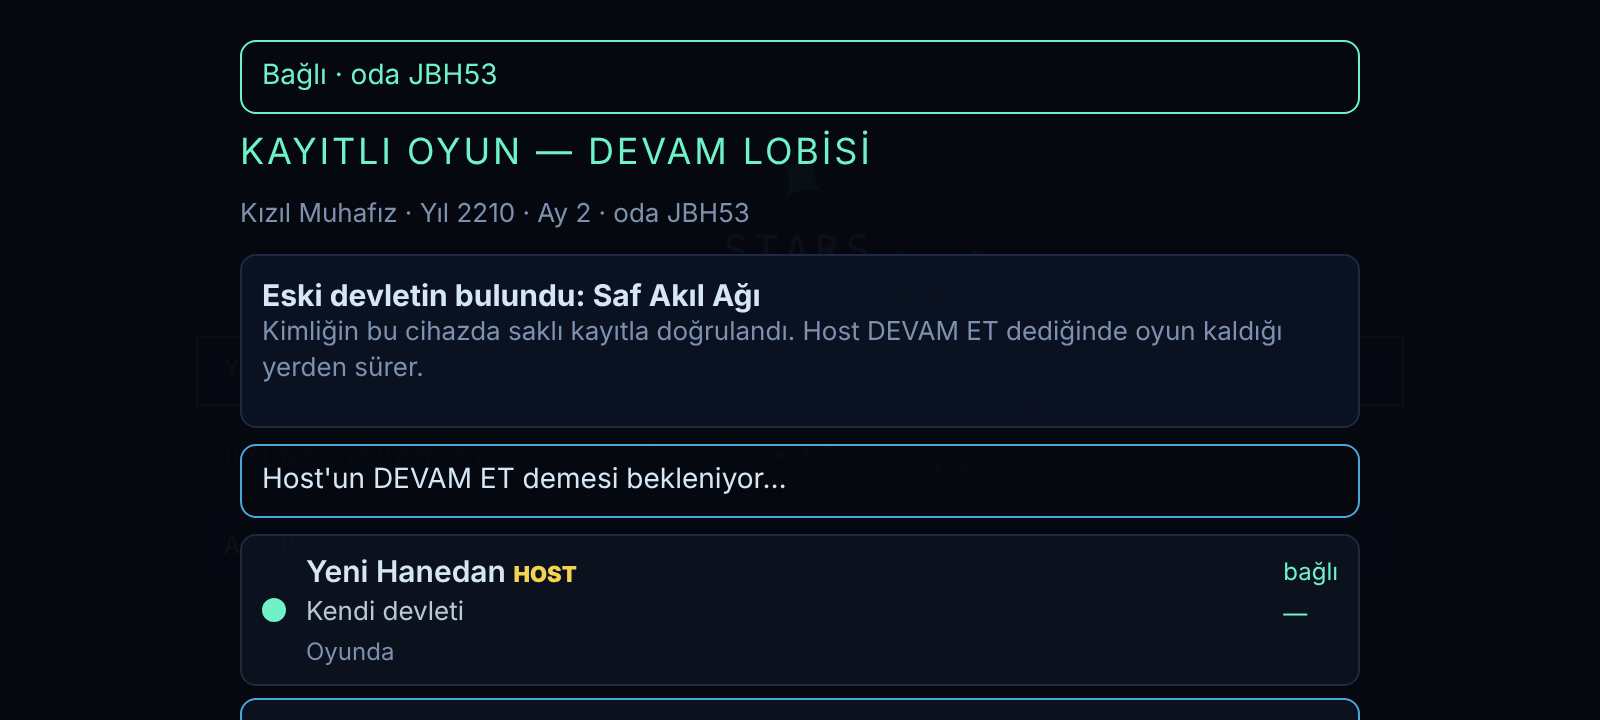 Bağlı · oda JBH53
KAYITLI OYUN — DEVAM LOBİSİ
Kızıl Muhafız · Yıl 2210 · Ay 2 · oda JBH53
STARS
Eski devletin bulundu: Saf Akıl Ağı
Kimliğin bu cihazda saklı kayıtla doğrulandı. Host DEVAM ET dediğinde oyun kaldığı
yerden sürer.
Host'un DEVAM ET demesi bekleniyor...
Yeni Hanedan HOST
bağlı
Kendi devleti
—
Oyunda